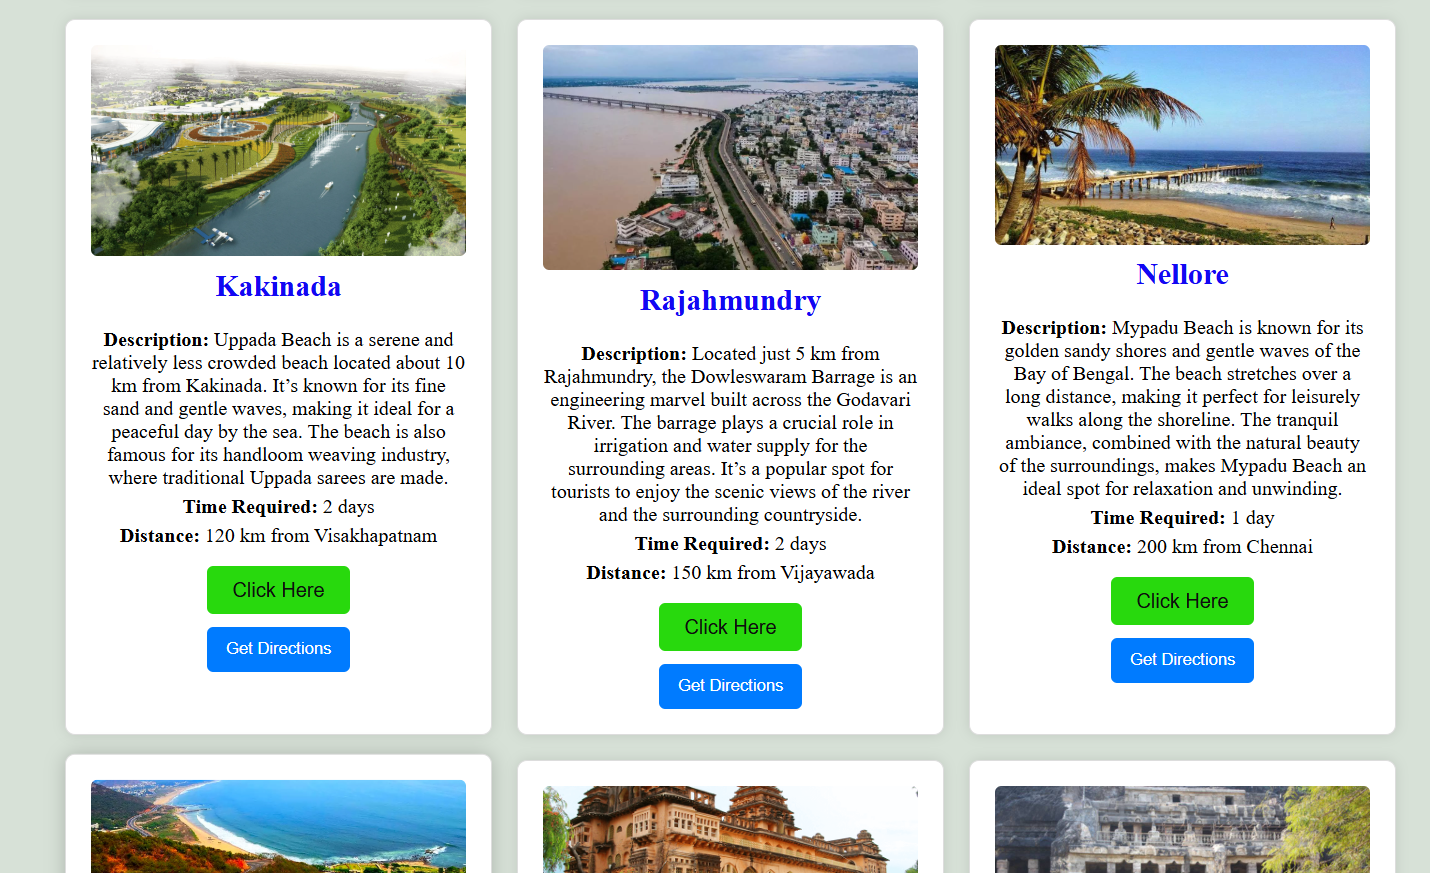 Kakinada
Description: Uppada Beach is a serene and
relatively less crowded beach located about 10
km from Kakinada. It’s known for its fine
sand and gentle waves, making it ideal for a
peaceful day by the sea. The beach is also
famous for its handloom weaving industry,
where traditional Uppada sarees are made.
Time Required: 2 days
Distance: 120 km from Visakhapatnam
Click Here
Get Directions
Rajahmundry
Description: Located just 5 km from
Rajahmundry, the Dowleswaram Barrage is an
engineering marvel built across the Godavari
River. The barrage plays a crucial role in
irrigation and water supply for the
surrounding areas. It’s a popular spot for
tourists to enjoy the scenic views of the river
and the surrounding countryside.
Time Required: 2 days
Distance: 150 km from Vijayawada
Click Here
Get Directions
Nellore
Description: Mypadu Beach is known for its
golden sandy shores and gentle waves of the
Bay of Bengal. The beach stretches over a
long distance, making it perfect for leisurely
walks along the shoreline. The tranquil
ambiance, combined with the natural beauty
of the surroundings, makes Mypadu Beach an
ideal spot for relaxation and unwinding.
Time Required: 1 day
Distance: 200 km from Chennai
Click Here
Get Directions